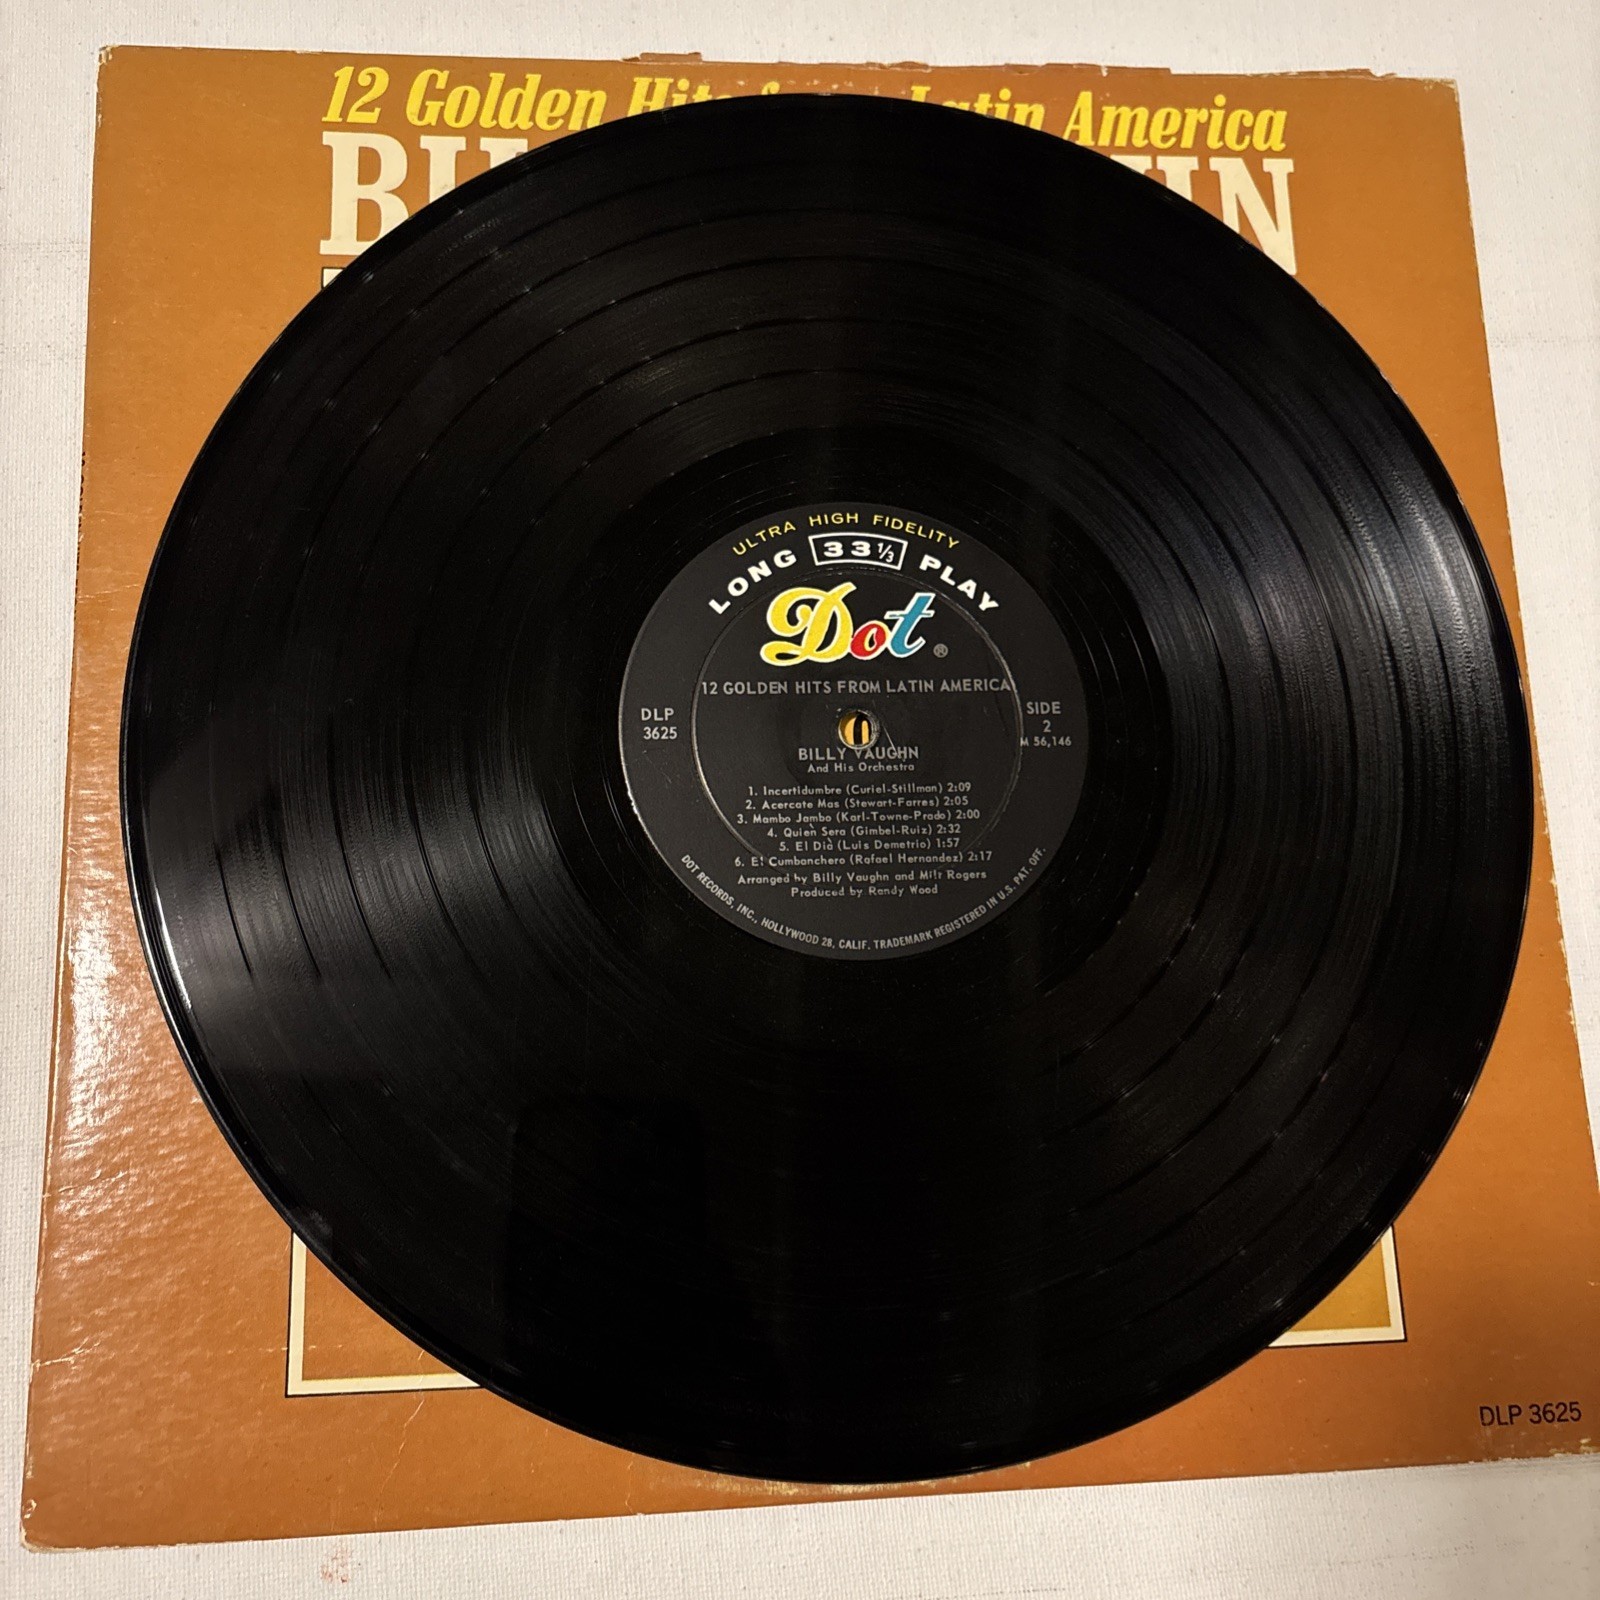 12 Golden Hits Latin America
ULTRA HIGH FIDELITY
LONG 33 1/3 PLAY
Dot ®
12 GOLDEN HITS FROM LATIN AMERICA
DLP
3625
SIDE
2
M 56,146
BILLY VAUGHN
And His Orchestra
1. Incertidumbre (Curiel-Stillman) 2:09
2. Acercate Mas (Stewart-Farres) 2:05
3. Mambo Jambo (Karl-Towne-Prado) 2:00
4. Quien Sera (Gimbel-Ruiz) 2:32
5. El Dia (Luis Demetrio) 1:57
6. El Cumbanchero (Rafael Hernandez) 2:17
Arranged by Billy Vaughn and Milt Rogers
Produced by Randy Wood
DOT RECORDS, INC., HOLLYWOOD 28, CALIF. TRADEMARK REGISTERED IN U.S. PAT. OFF.
DLP 3625